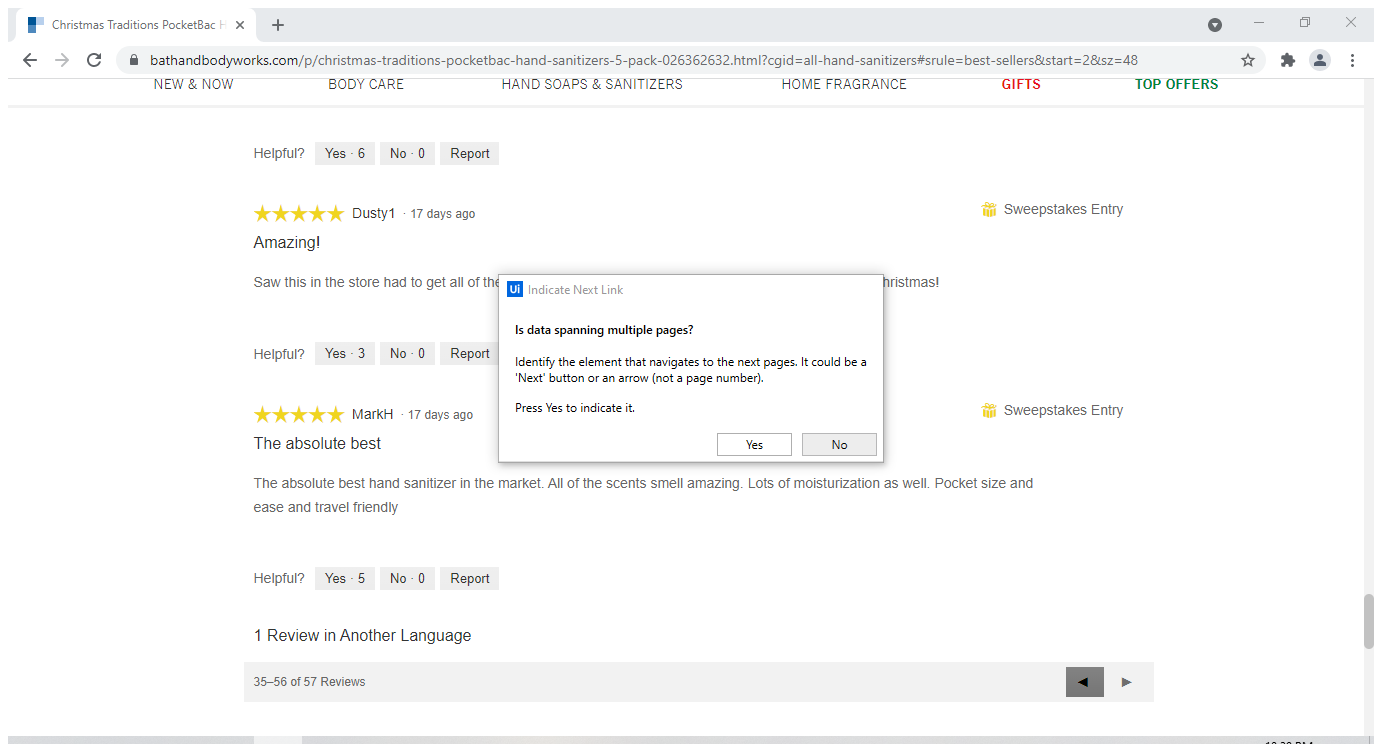 Christmas Traditions PocketBac H
bathandbodyworks.com/p/christmas-traditions-pocketbac-hand-sanitizers-5-pack-026362632.html?cgid=all-hand-sanitizers#srule=best-sellers&start=2&sz=48
NEW & NOW BODY CARE HAND SOAPS & SANITIZERS HOME FRAGRANCE GIFTS TOP OFFERS
Helpful? Yes · 6 No · 0 Report
Dusty1 · 17 days ago Sweepstakes Entry
Amazing!
Saw this in the store had to get all of the
hristmas!
Ui Indicate Next Link
Is data spanning multiple pages?
Identify the element that navigates to the next pages. It could be a
'Next' button or an arrow (not a page number).
Press Yes to indicate it.
Yes No
Helpful? Yes · 3 No · 0 Report
MarkH · 17 days ago Sweepstakes Entry
The absolute best
The absolute best hand sanitizer in the market. All of the scents smell amazing. Lots of moisturization as well. Pocket size and
ease and travel friendly
Helpful? Yes · 5 No · 0 Report
1 Review in Another Language
35–56 of 57 Reviews